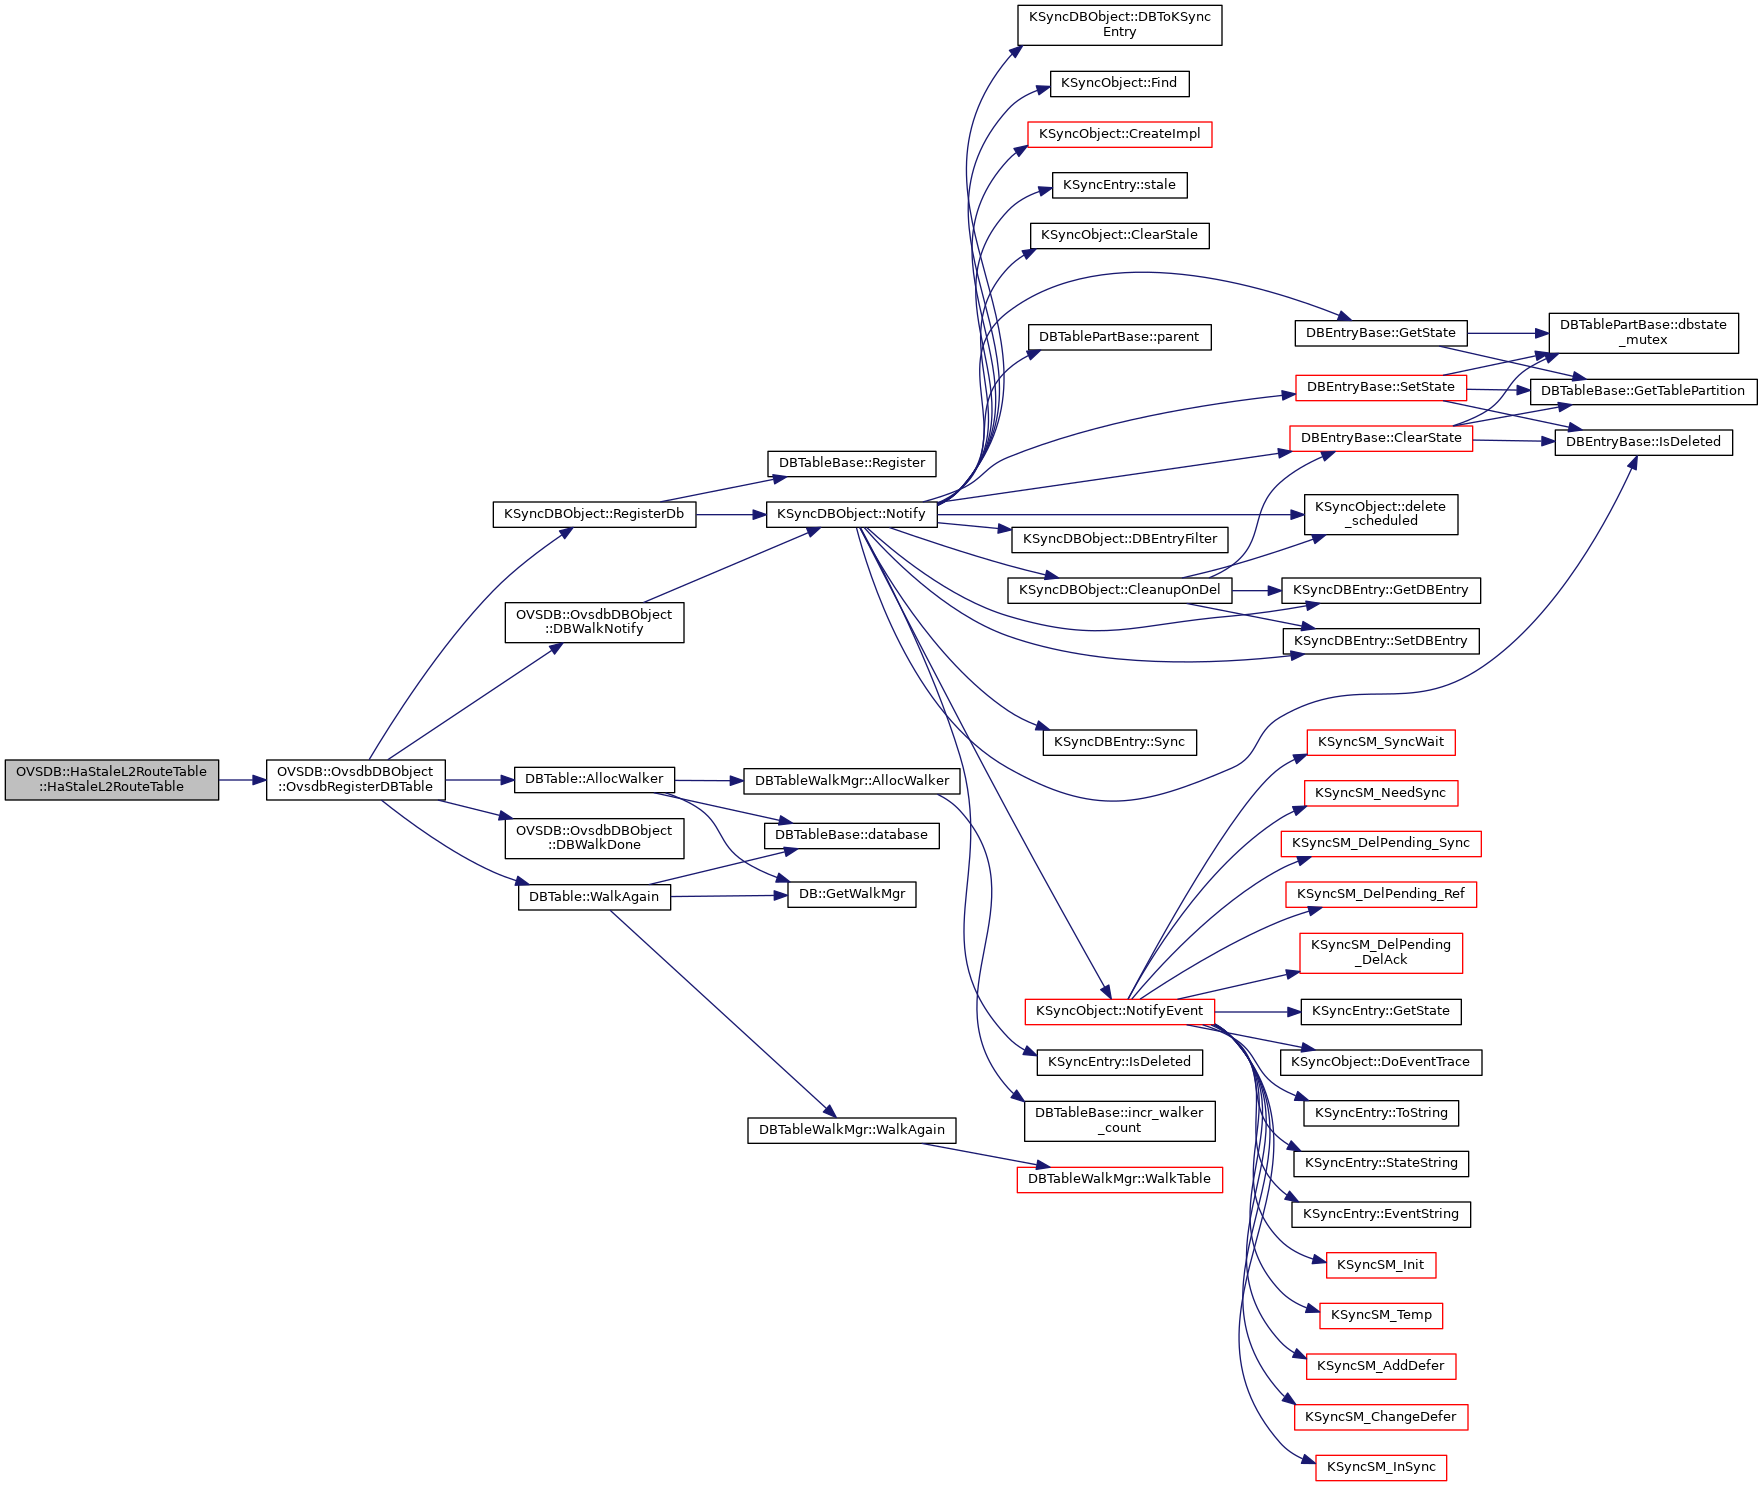 OVSDB::HaStaleL2RouteTable
::HaStaleL2RouteTable
OVSDB::OvsdbDBObject
::OvsdbRegisterDBTable
KSyncDBObject::RegisterDb
OVSDB::OvsdbDBObject
::DBWalkNotify
DBTable::AllocWalker
OVSDB::OvsdbDBObject
::DBWalkDone
DBTable::WalkAgain
DBTableBase::Register
KSyncDBObject::Notify
DBTableWalkMgr::AllocWalker
DBTableBase::database
DB::GetWalkMgr
DBTableWalkMgr::WalkAgain
KSyncDBObject::DBToKSync
Entry
KSyncObject::Find
KSyncObject::CreateImpl
KSyncEntry::stale
KSyncObject::ClearStale
DBTablePartBase::parent
KSyncDBObject::DBEntryFilter
KSyncDBObject::CleanupOnDel
KSyncDBEntry::Sync
KSyncObject::NotifyEvent
KSyncEntry::IsDeleted
DBTableBase::incr_walker
_count
DBTableWalkMgr::WalkTable
DBEntryBase::GetState
DBEntryBase::SetState
DBEntryBase::ClearState
KSyncObject::delete
_scheduled
KSyncDBEntry::GetDBEntry
KSyncDBEntry::SetDBEntry
KSyncSM_SyncWait
KSyncSM_NeedSync
KSyncSM_DelPending_Sync
KSyncSM_DelPending_Ref
KSyncSM_DelPending
_DelAck
KSyncEntry::GetState
KSyncObject::DoEventTrace
KSyncEntry::ToString
KSyncEntry::StateString
KSyncEntry::EventString
KSyncSM_Init
KSyncSM_Temp
KSyncSM_AddDefer
KSyncSM_ChangeDefer
KSyncSM_InSync
DBTablePartBase::dbstate
_mutex
DBTableBase::GetTablePartition
DBEntryBase::IsDeleted